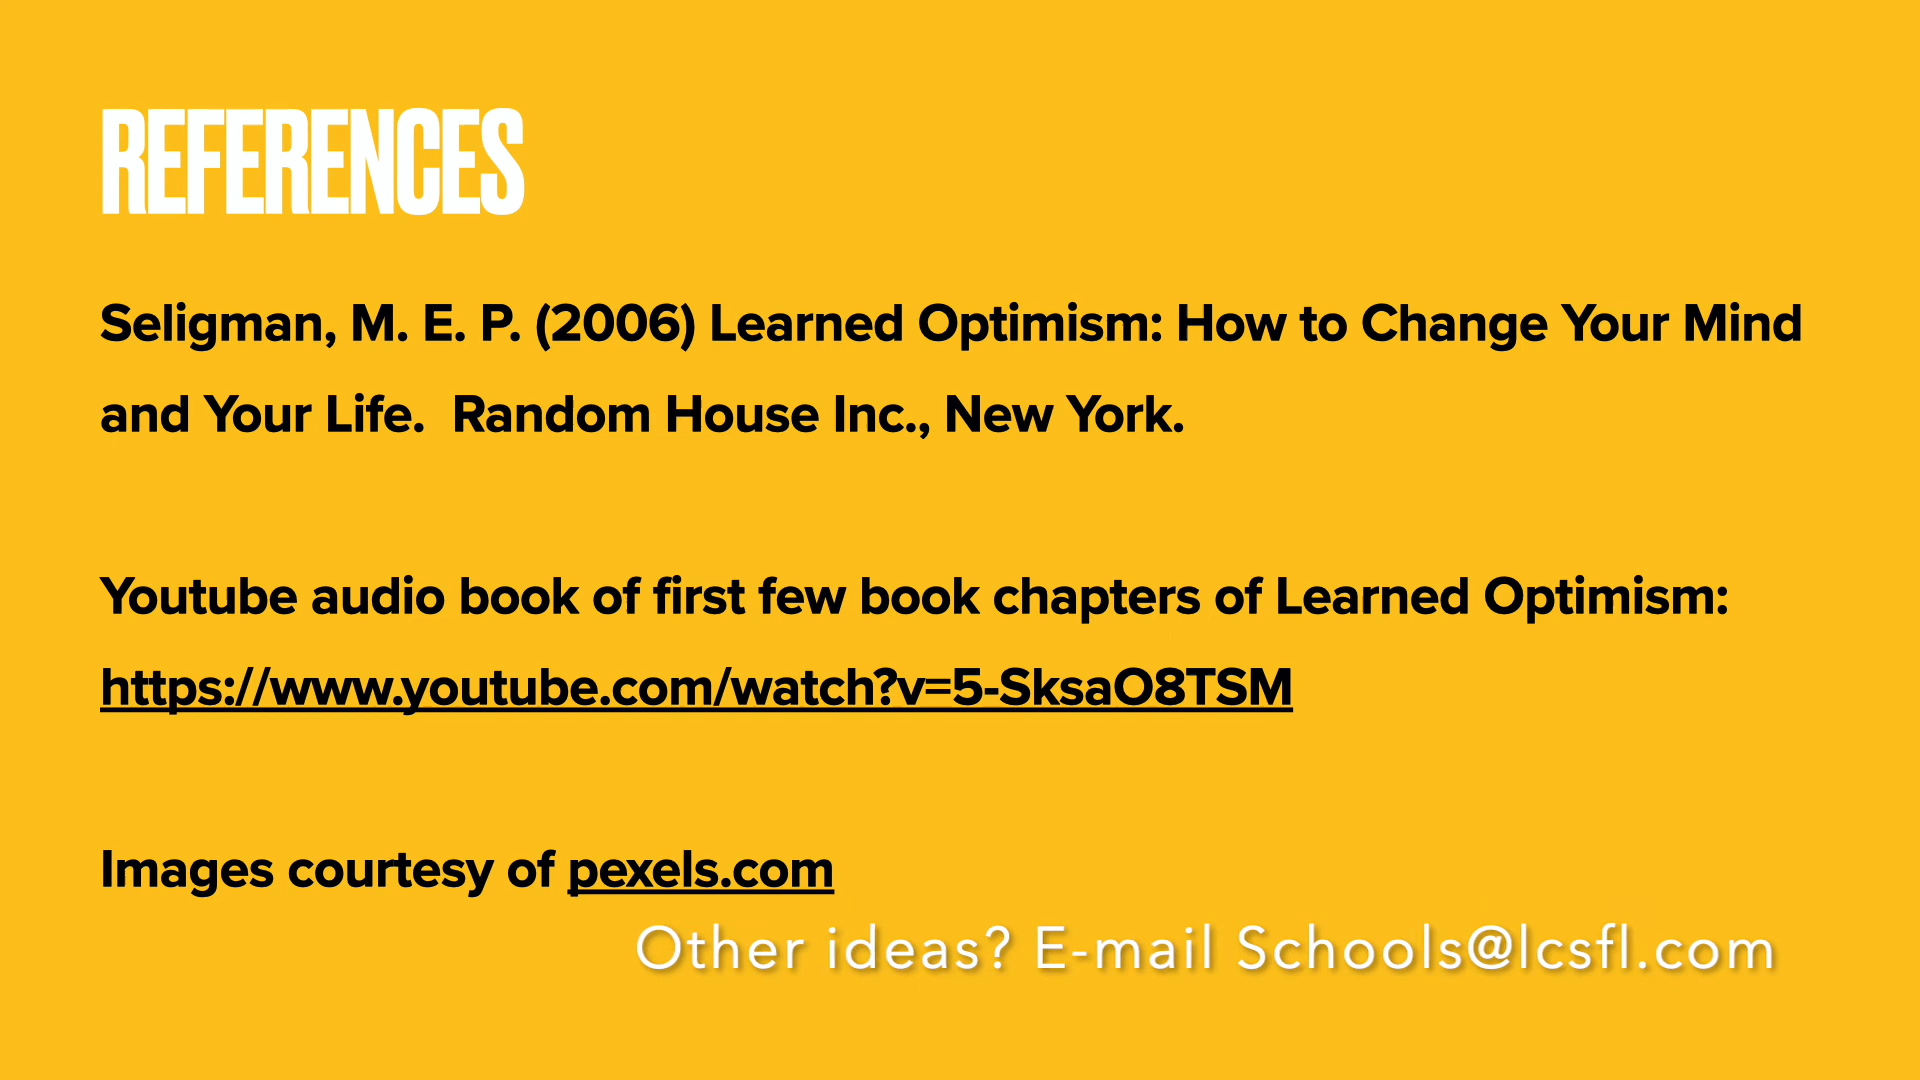 REFERENCES
Seligman, M. E. P. (2006) Learned Optimism: How to Change Your Mind
and Your Life.  Random House Inc., New York.
Youtube audio book of first few book chapters of Learned Optimism:
https://www.youtube.com/watch?v=5-SksaO8TSM
Images courtesy of pexels.com
Other ideas? E-mail Schools@lcsfl.com